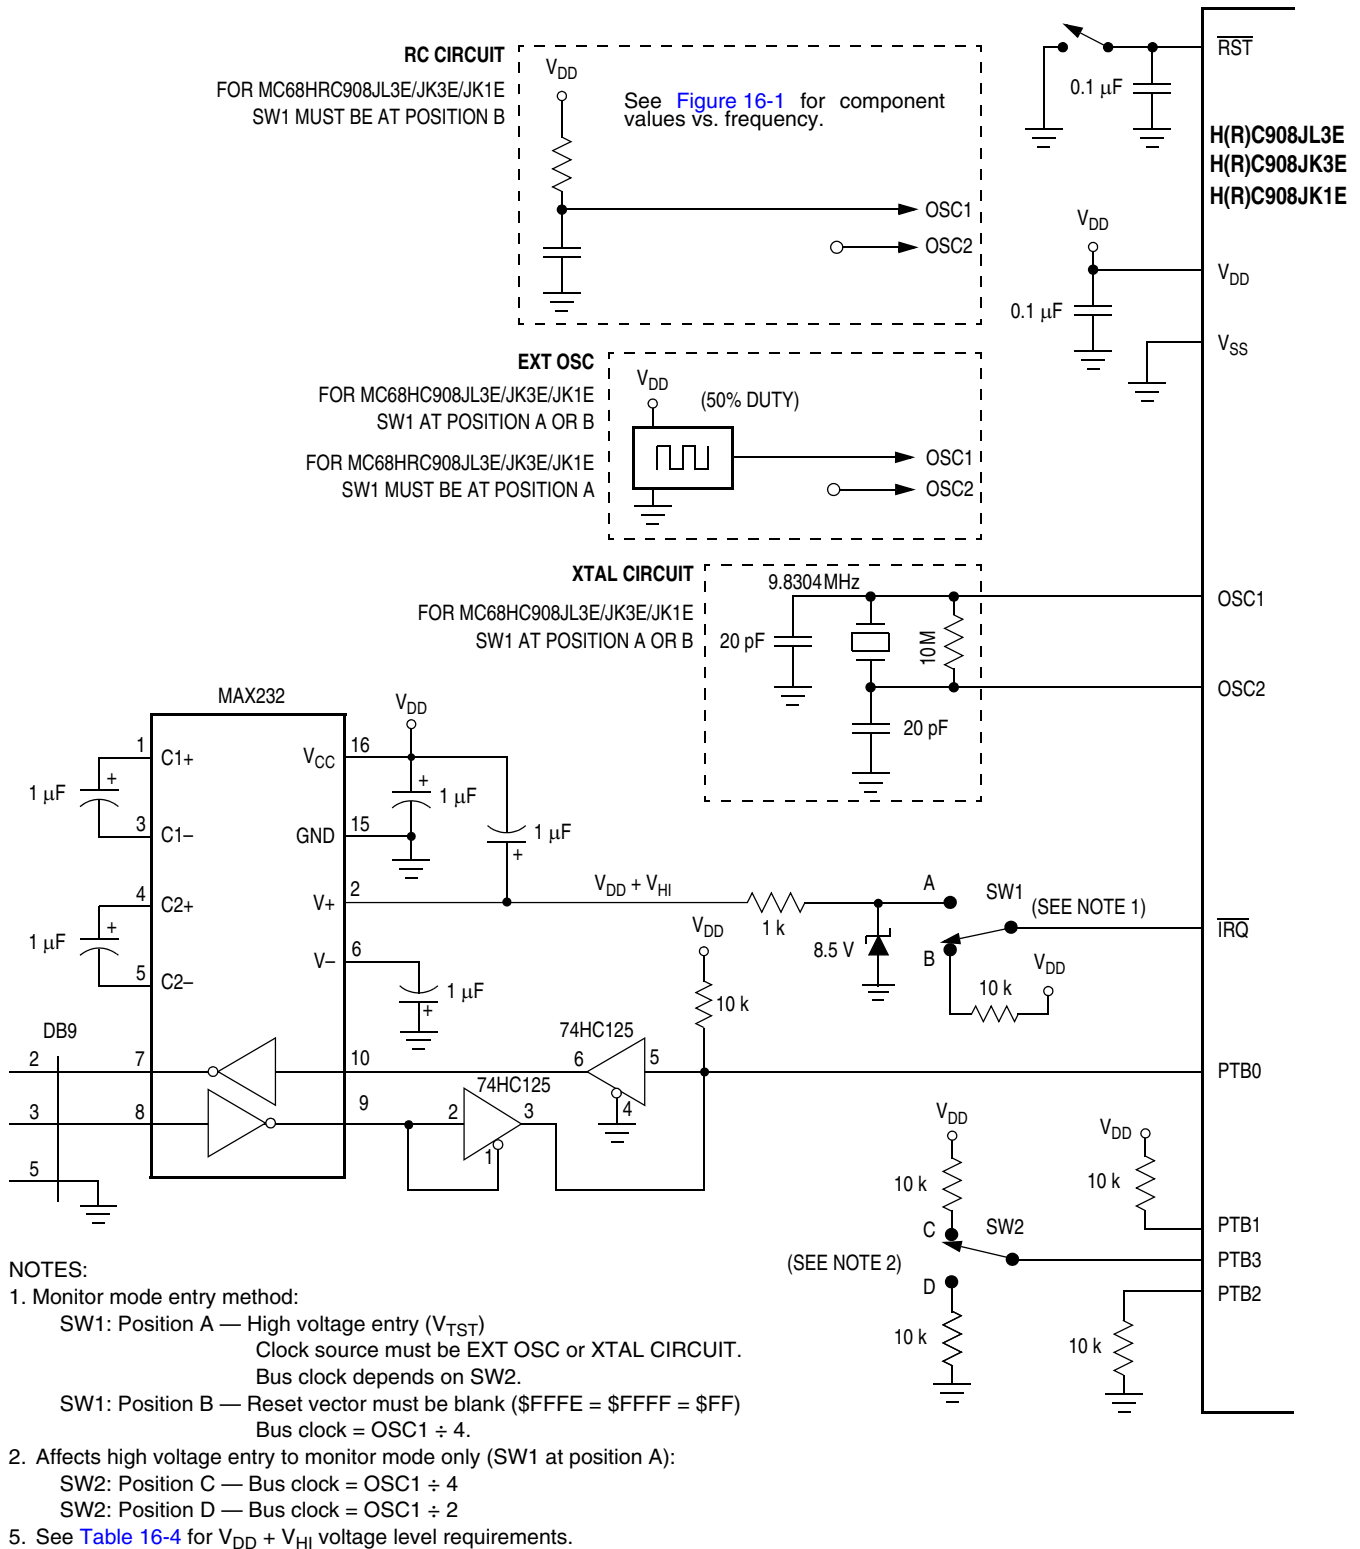 RC CIRCUIT
FOR MC68HRC908JL3E/JK3E/JK1E
SW1 MUST BE AT POSITION B
VDD
See Figure 16-1 for component
values vs. frequency.
OSC1
OSC2
RST
0.1 µF
H(R)C908JL3E
H(R)C908JK3E
H(R)C908JK1E
VDD
VDD
0.1 µF
VSS
EXT OSC
FOR MC68HC908JL3E/JK3E/JK1E
SW1 AT POSITION A OR B
FOR MC68HRC908JL3E/JK3E/JK1E
SW1 MUST BE AT POSITION A
VDD
(50% DUTY)
OSC1
OSC2
XTAL CIRCUIT
FOR MC68HC908JL3E/JK3E/JK1E
SW1 AT POSITION A OR B
9.8304MHz
20 pF
10M
20 pF
OSC1
OSC2
MAX232
VDD
1
C1+
VCC
16
1 µF
+
+
1 µF
3
C1–
GND
15
1 µF
+
4
C2+
V+
2
VDD + VHI
1 k
8.5 V
A
SW1
(SEE NOTE 1)
IRQ
B
VDD
10 k
1 µF
+
5
C2–
V–
6
1 µF
+
VDD
10 k
DB9
74HC125
2
7
10
6
5
4
PTB0
74HC125
3
8
9
2
3
1
5
VDD
10 k
VDD
10 k
C
SW2
PTB1
(SEE NOTE 2)
PTB3
D
PTB2
10 k
10 k
NOTES:
1. Monitor mode entry method:
SW1: Position A — High voltage entry (VTST)
Clock source must be EXT OSC or XTAL CIRCUIT.
Bus clock depends on SW2.
SW1: Position B — Reset vector must be blank ($FFFE = $FFFF = $FF)
Bus clock = OSC1 ÷ 4.
2. Affects high voltage entry to monitor mode only (SW1 at position A):
SW2: Position C — Bus clock = OSC1 ÷ 4
SW2: Position D — Bus clock = OSC1 ÷ 2
5. See Table 16-4 for VDD + VHI voltage level requirements.